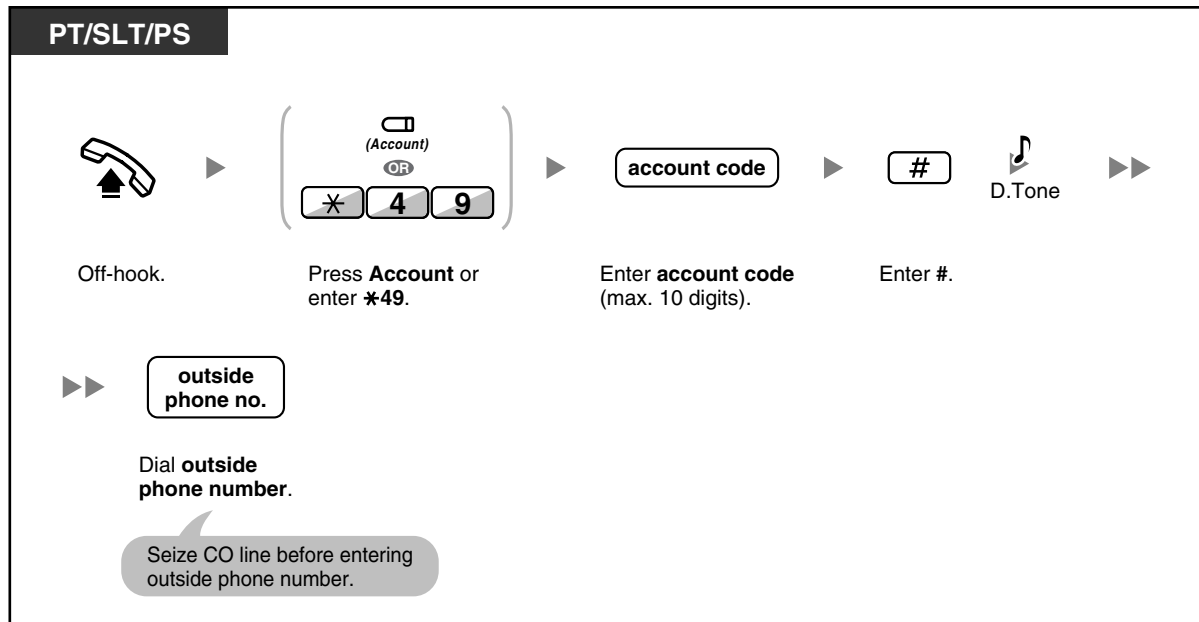 PT/SLT/PS
(Account)
OR
* 4 9
account code
#
D.Tone
Off-hook.
Press Account or
enter *49.
Enter account code
(max. 10 digits).
Enter #.
outside
phone no.
Dial outside
phone number.
Seize CO line before entering
outside phone number.